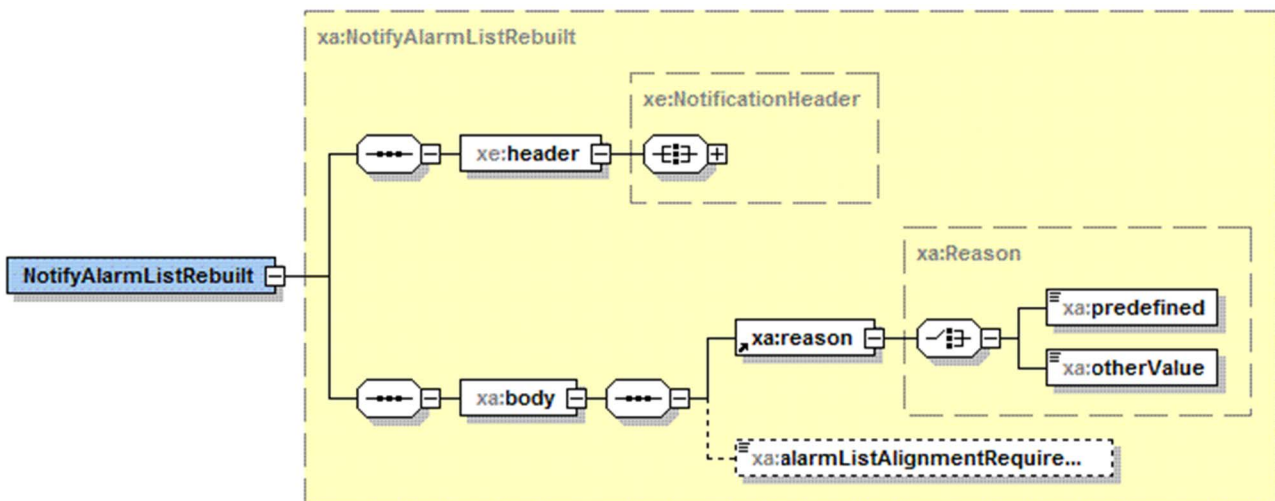 xa:NotifyAlarmListRebuilt
xe:NotificationHeader
xe:header
NotifyAlarmListRebuilt
xa:Reason
xa:predefined
xa:reason
xa:otherValue
xa:body
xa:alarmListAlignmentRequire...